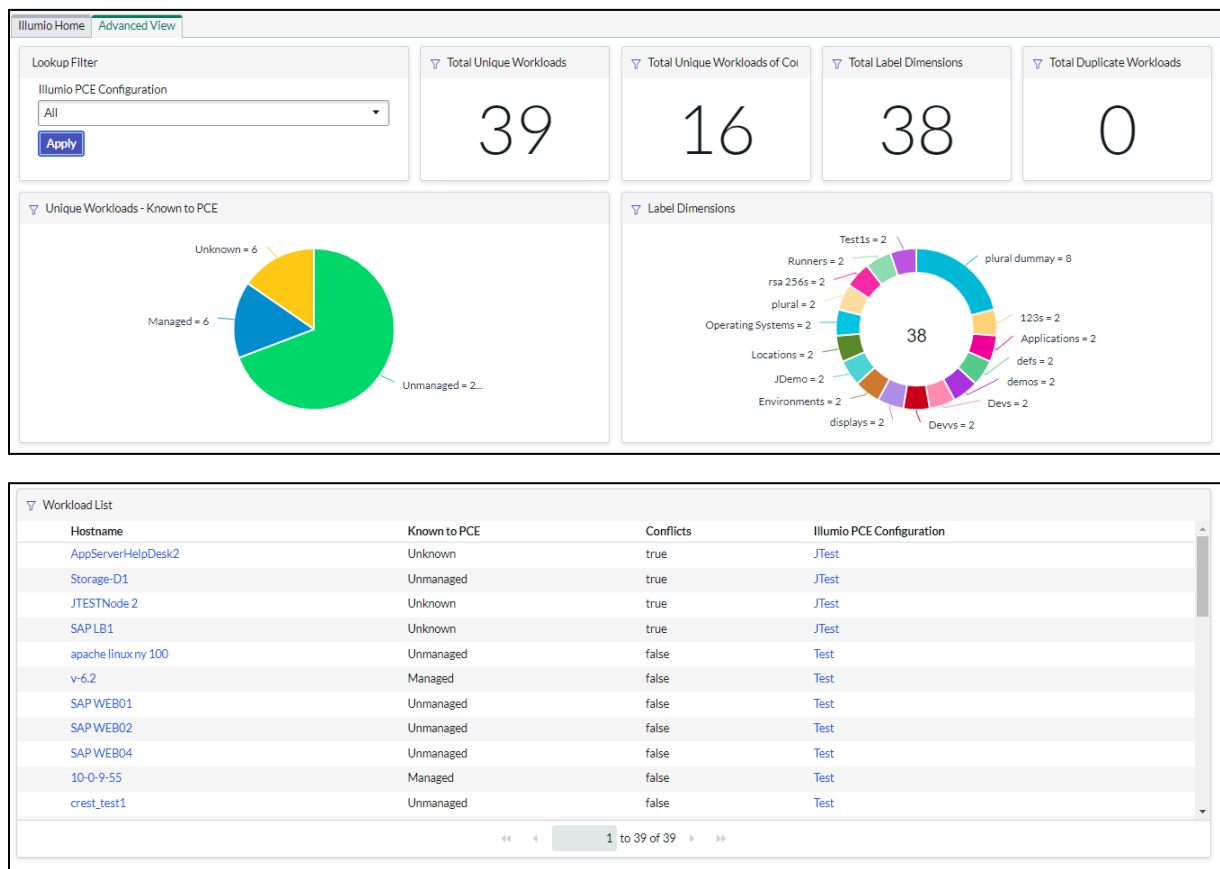 Illumio Home Advanced View
Lookup Filter
Illumio PCE Configuration
All
Apply
Total Unique Workloads
39
Total Unique Workloads of Con
16
Total Label Dimensions
38
Total Duplicate Workloads
0
Unique Workloads - Known to PCE
Unknown = 6
Managed = 6
Unmanaged = 2...
Label Dimensions
Test1s = 2
plural dummay = 8
Runners = 2
rsa 256s = 2
plural = 2
123s = 2
Operating Systems = 2
38
Applications = 2
Locations = 2
defs = 2
JDemo = 2
demos = 2
Environments = 2
Devs = 2
displays = 2
Devvs = 2
Workload List
Hostname Known to PCE Conflicts Illumio PCE Configuration
AppServerHelpDesk2 Unknown true JTest
Storage-D1 Unmanaged true JTest
JTESTNode 2 Unknown true JTest
SAP LB1 Unknown true JTest
apache linux ny 100 Unmanaged false Test
v-6.2 Managed false Test
SAP WEB01 Unmanaged false Test
SAP WEB02 Unmanaged false Test
SAP WEB04 Unmanaged false Test
10-0-9-55 Managed false Test
crest_test1 Unmanaged false Test
1 to 39 of 39